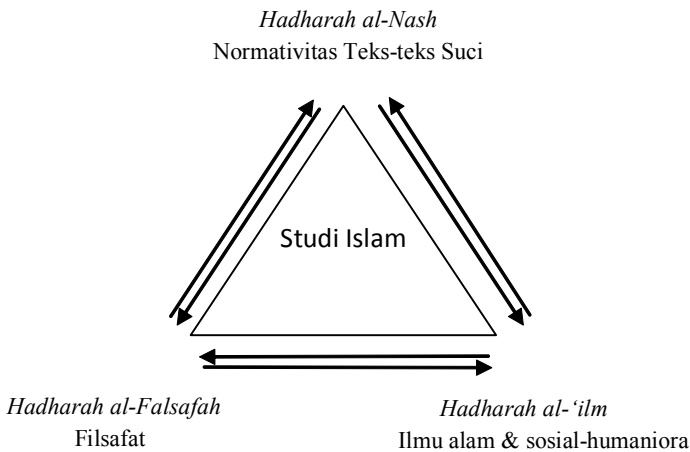 Hadharah al-Nash
Normativitas Teks-teks Suci
Studi Islam
Hadharah al-Falsafah
Filsafat
Hadharah al-‘ilm
Ilmu alam & sosial-humaniora